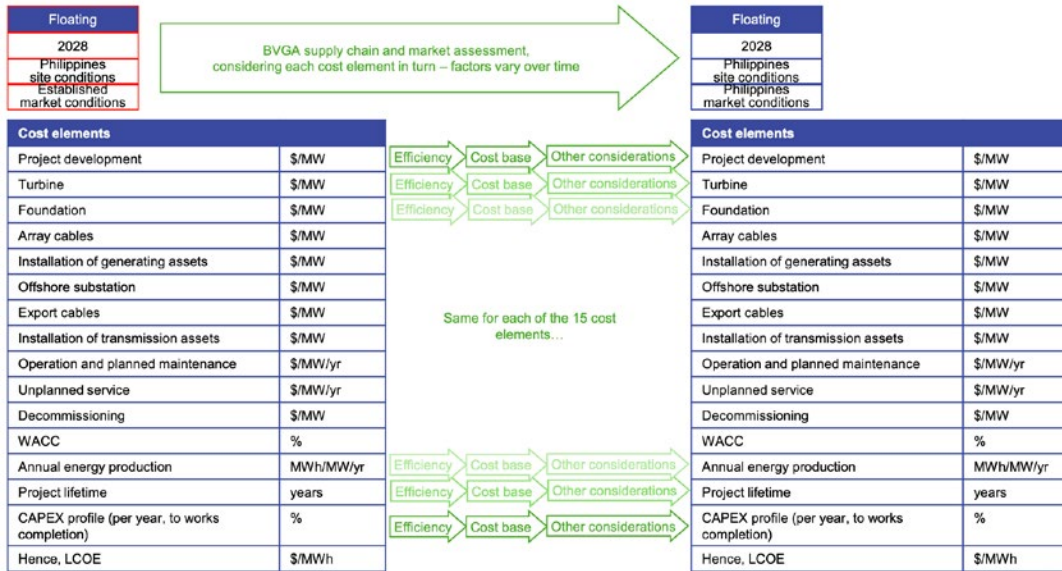 Floating
2028
Philippines
site conditions
Established
market conditions
BVGA supply chain and market assessment,
considering each cost element in turn – factors vary over time
Floating
2028
Philippines
site conditions
Philippines
market conditions
Cost elements
Project development $/MW
Turbine $/MW
Foundation $/MW
Array cables $/MW
Installation of generating assets $/MW
Offshore substation $/MW
Export cables $/MW
Installation of transmission assets $/MW
Operation and planned maintenance $/MW/yr
Unplanned service $/MW/yr
Decommissioning $/MW
WACC %
Annual energy production MWh/MW/yr
Project lifetime years
CAPEX profile (per year, to works %
completion)
Hence, LCOE $/MWh
Efficiency Cost base Other considerations
Efficiency Cost base Other considerations
Efficiency Cost base Other considerations
Same for each of the 15 cost
elements…
Efficiency Cost base Other considerations
Efficiency Cost base Other considerations
Efficiency Cost base Other considerations
Cost elements
Project development $/MW
Turbine $/MW
Foundation $/MW
Array cables $/MW
Installation of generating assets $/MW
Offshore substation $/MW
Export cables $/MW
Installation of transmission assets $/MW
Operation and planned maintenance $/MW/yr
Unplanned service $/MW/yr
Decommissioning $/MW
WACC %
Annual energy production MWh/MW/yr
Project lifetime years
CAPEX profile (per year, to works %
completion)
Hence, LCOE $/MWh